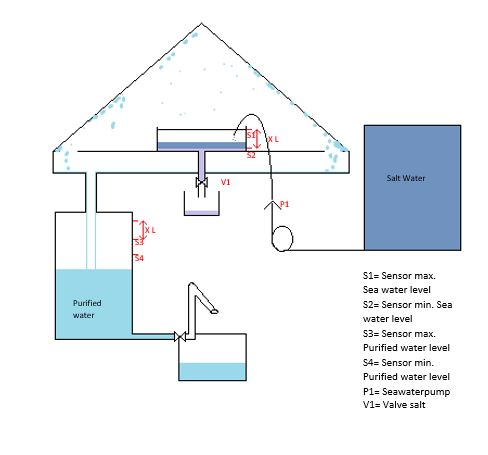 S1
X L
S2
V1
Salt Water
P1
X L
S3
S4
Purified
water
S1= Sensor max.
Sea water level
S2= Sensor min. Sea
water level
S3= Sensor max.
Purified water level
S4= Sensor min.
Purified water level
P1= Seawaterpump
V1= Valve salt